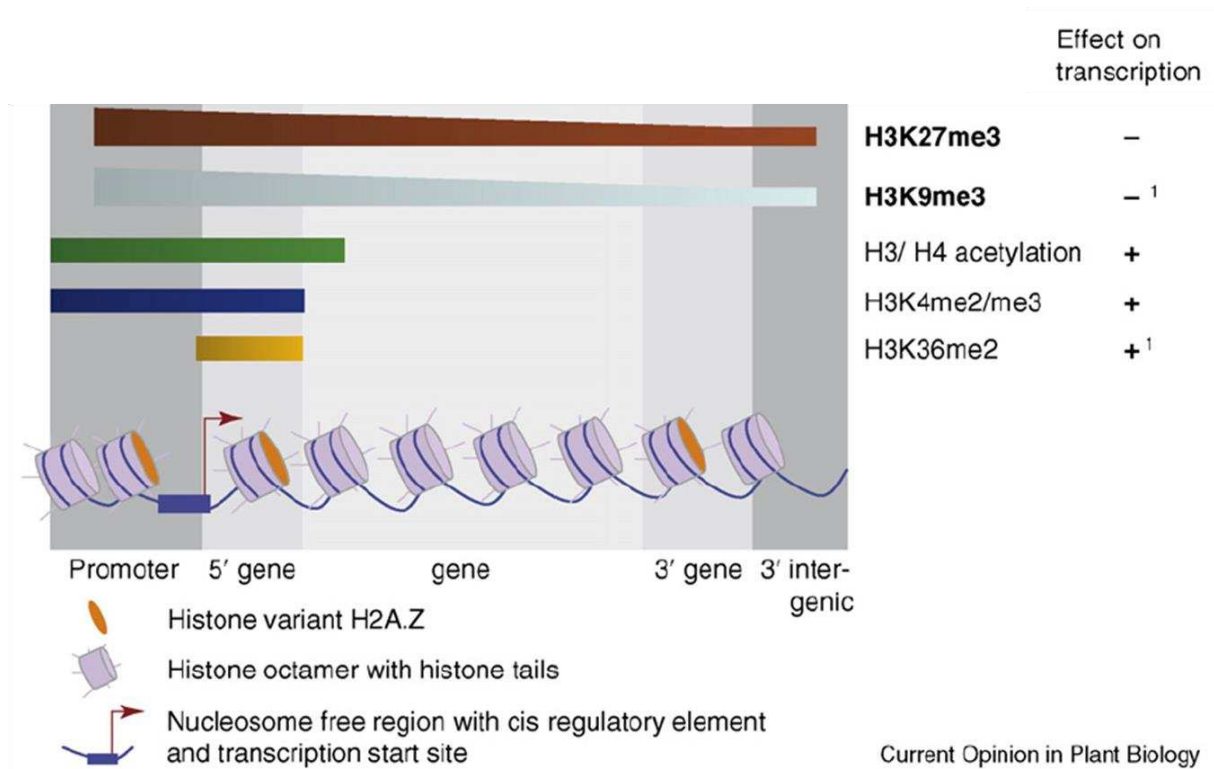 Effect on
transcription
H3K27me3 –
H3K9me3 – 1
H3/ H4 acetylation +
H3K4me2/me3 +
H3K36me2 + 1
Promoter 5′ gene gene 3′ gene 3′ inter-
genic
Histone variant H2A.Z
Histone octamer with histone tails
Nucleosome free region with cis regulatory element
and transcription start site
Current Opinion in Plant Biology